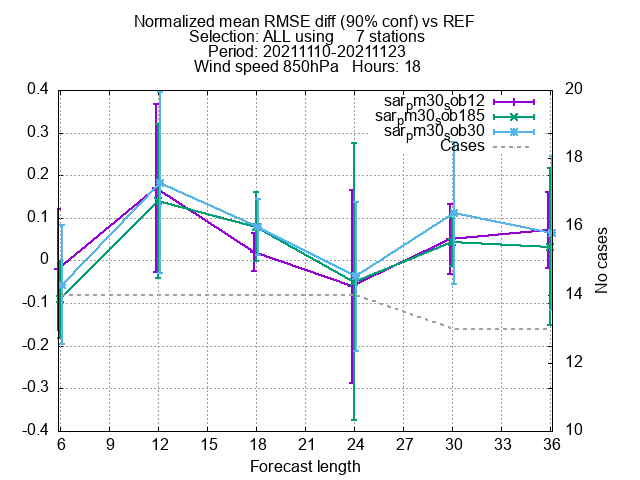 Normalized mean RMSE diff (90% conf) vs REF
Selection: ALL using 7 stations
Period: 20211110-20211123
Wind speed 850hPa Hours: 18
sar_pm30_sob12
sar_pm30_sob185
sar_pm30_sob30
Cases
0.4
0.3
0.2
0.1
0
-0.1
-0.2
-0.3
-0.4
20
18
16
14
12
10
No cases
6 9 12 15 18 21 24 27 30 33 36
Forecast length